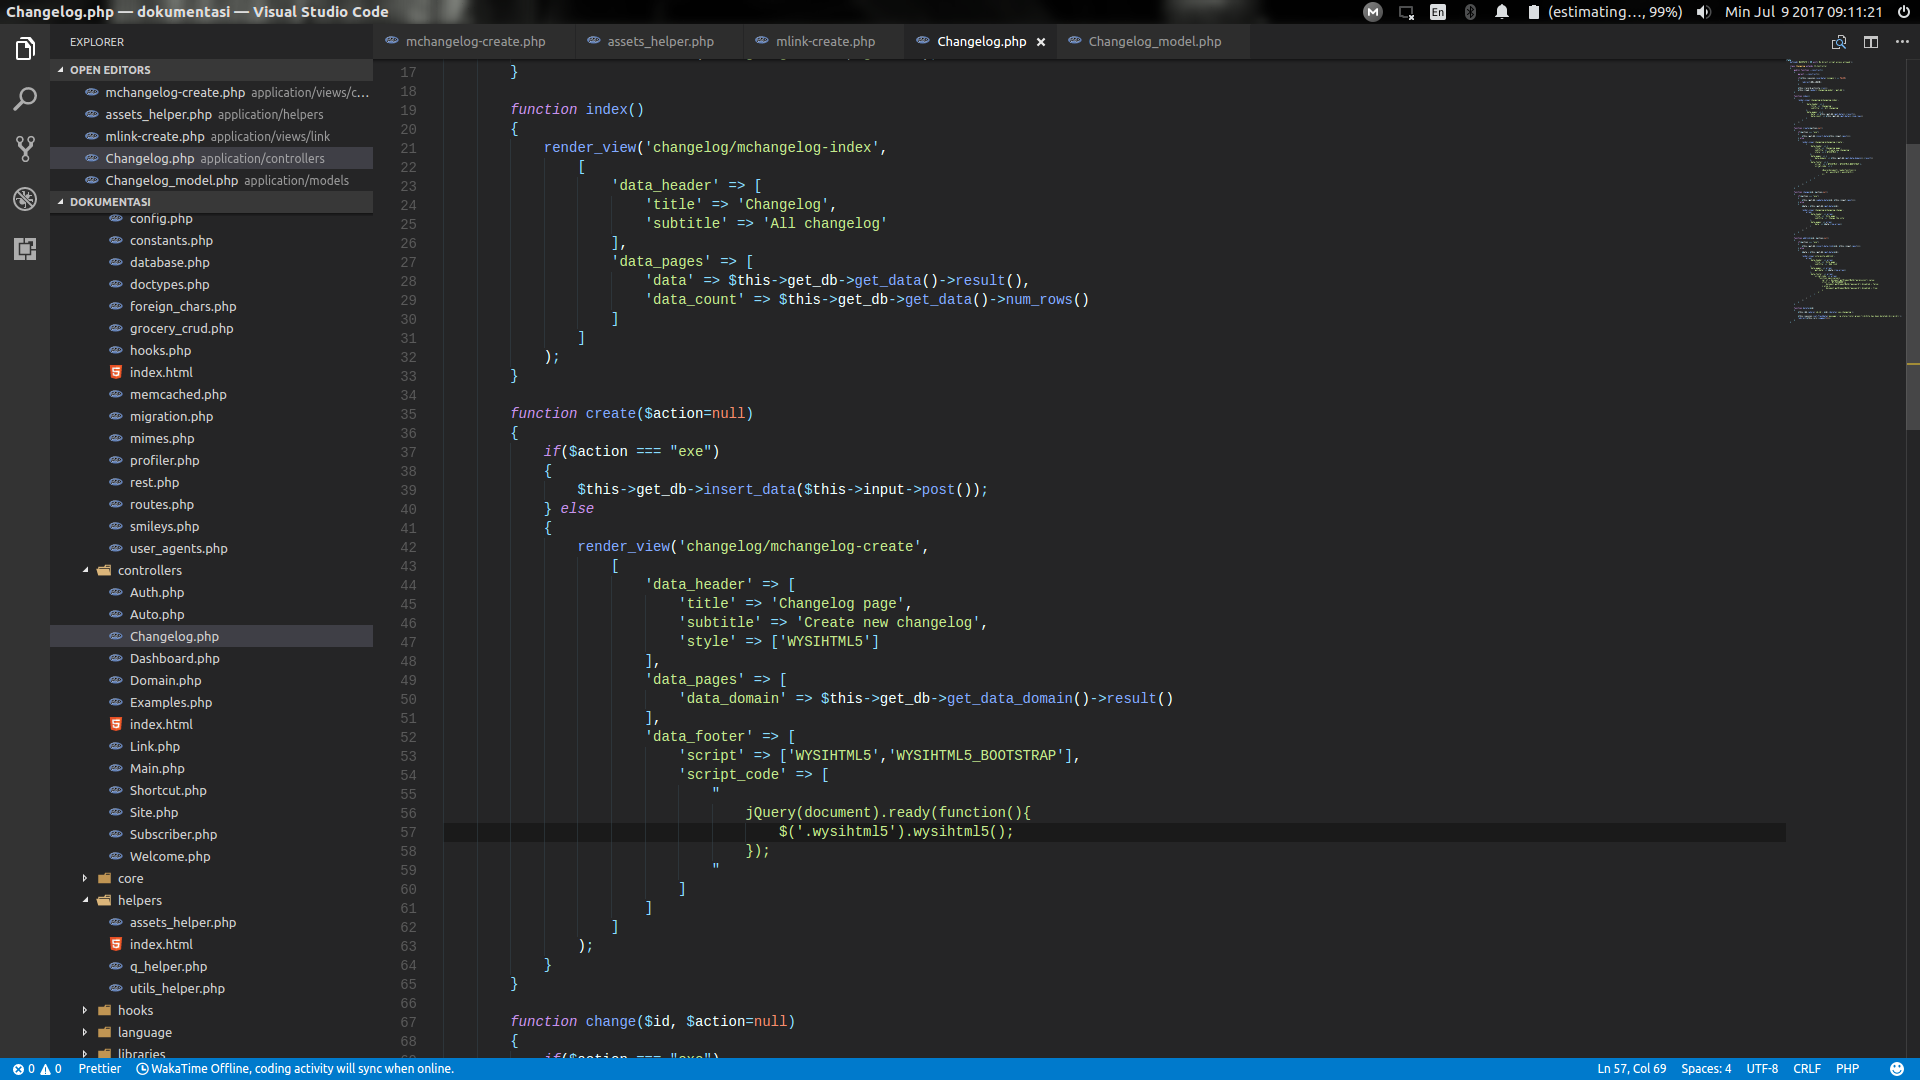 Changelog.php — dokumentasi — Visual Studio Code
M
En
(estimating..., 99%)
Min Jul 9 2017 09:11:21
EXPLORER
OPEN EDITORS
mchangelog-create.php application/views/c...
assets_helper.php application/helpers
mlink-create.php application/views/link
Changelog.php application/controllers
Changelog_model.php application/models
DOKUMENTASI
config.php
constants.php
database.php
doctypes.php
foreign_chars.php
grocery_crud.php
hooks.php
index.html
memcached.php
migration.php
mimes.php
profiler.php
rest.php
routes.php
smileys.php
user_agents.php
controllers
Auth.php
Auto.php
Changelog.php
Dashboard.php
Domain.php
Examples.php
index.html
Link.php
Main.php
Shortcut.php
Site.php
Subscriber.php
Welcome.php
core
helpers
assets_helper.php
index.html
q_helper.php
utils_helper.php
hooks
language
libraries
mchangelog-create.php
assets_helper.php
mlink-create.php
Changelog.php ×
Changelog_model.php
17 }
18
19 function index()
20 {
21 render_view('changelog/mchangelog-index',
22 [
23 'data_header' => [
24 'title' => 'Changelog',
25 'subtitle' => 'All changelog'
26 ],
27 'data_pages' => [
28 'data' => $this->get_db->get_data()->result(),
29 'data_count' => $this->get_db->get_data()->num_rows()
30 ]
31 ]
32 );
33 }
34
35 function create($action=null)
36 {
37 if($action === "exe")
38 {
39 $this->get_db->insert_data($this->input->post());
40 } else
41 {
42 render_view('changelog/mchangelog-create',
43 [
44 'data_header' => [
45 'title' => 'Changelog page',
46 'subtitle' => 'Create new changelog',
47 'style' => ['WYSIHTML5']
48 ],
49 'data_pages' => [
50 'data_domain' => $this->get_db->get_data_domain()->result()
51 ],
52 'data_footer' => [
53 'script' => ['WYSIHTML5','WYSIHTML5_BOOTSTRAP'],
54 'script_code' => [
55 "
56 jQuery(document).ready(function(){
57 $('.wysihtml5').wysihtml5();
58 });
59 "
60 ]
61 ]
62 ]
63 );
64 }
65 }
66
67 function change($id, $action=null)
68 {
if($action === "exe")
0 0 Prettier WakaTime Offline, coding activity will sync when online.
Ln 57, Col 69 Spaces: 4 UTF-8 CRLF PHP